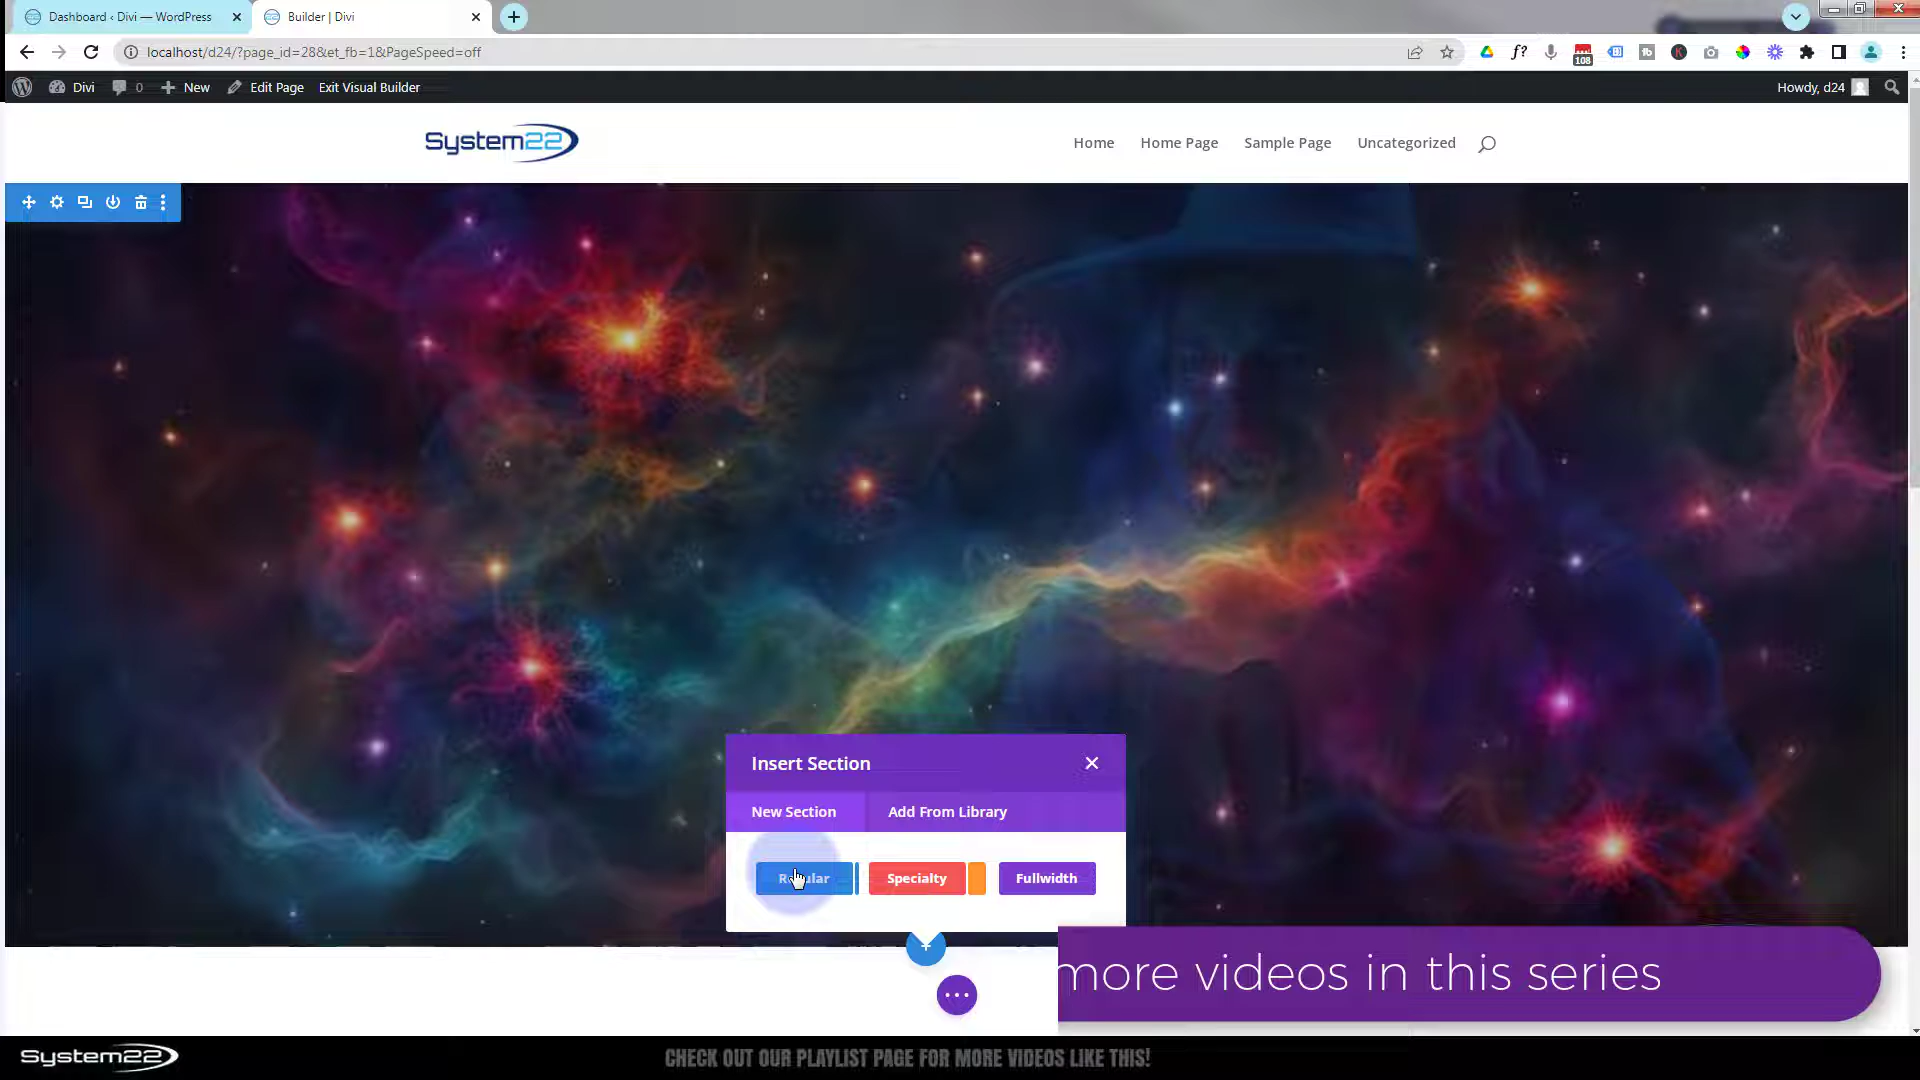 Dashboard ‹ Divi — WordPress
Builder | Divi
localhost/d24/?page_id=28&et_fb=1&PageSpeed=off
f?
108
Divi
0
New
Edit Page
Exit Visual Builder
Howdy, d24
System22
Home
Home Page
Sample Page
Uncategorized
Insert Section
New Section
Add From Library
Regular
Specialty
Fullwidth
more videos in this series
System22
CHECK OUT OUR PLAYLIST PAGE FOR MORE VIDEOS LIKE THIS!